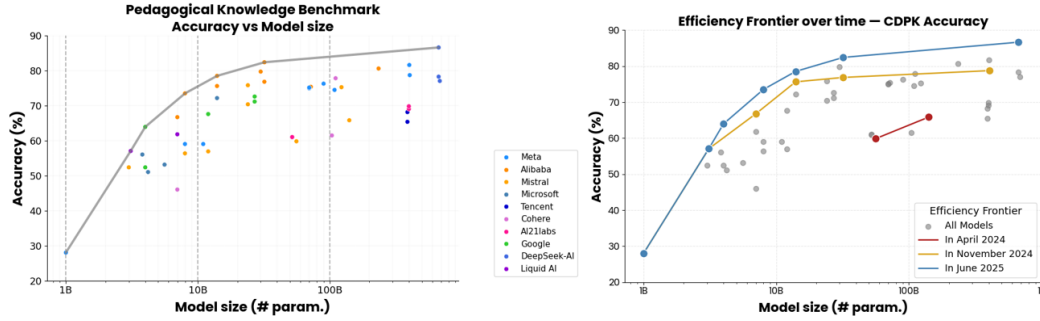 Pedagogical Knowledge Benchmark
Accuracy vs Model size
Accuracy (%)
90
80
70
60
50
40
30
20
1B
10B
100B
Model size (# param.)
Meta
Alibaba
Mistral
Microsoft
Tencent
Cohere
AI21labs
Google
DeepSeek-AI
Liquid AI
Efficiency Frontier over time — CDPK Accuracy
Accuracy (%)
90
80
70
60
50
40
30
20
1B
10B
100B
Model size (# param.)
Efficiency Frontier
All Models
In April 2024
In November 2024
In June 2025